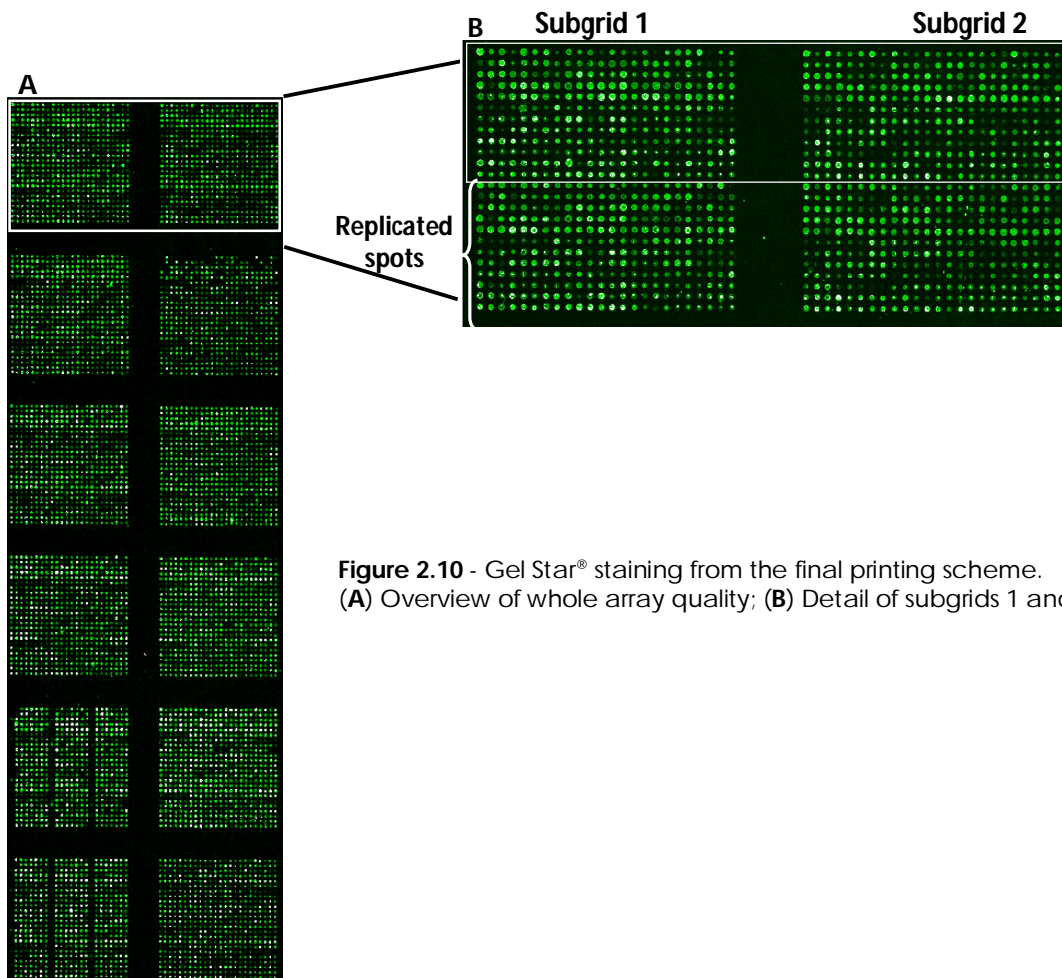 B
Subgrid 1
Subgrid 2
A
Replicated
spots
Figure 2.10 - Gel Star® staining from the final printing scheme.
(A) Overview of whole array quality; (B) Detail of subgrids 1 and